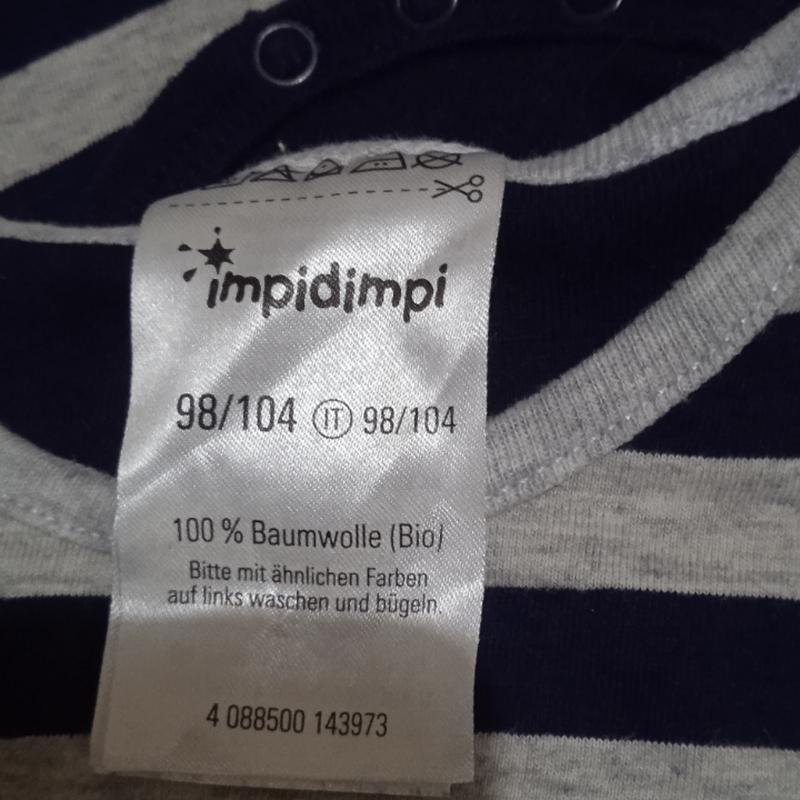 impidimpi
98/104 IT 98/104
100 % Baumwolle (Bio)
Bitte mit ähnlichen Farben
auf links waschen und bügeln.
4 088500 143973